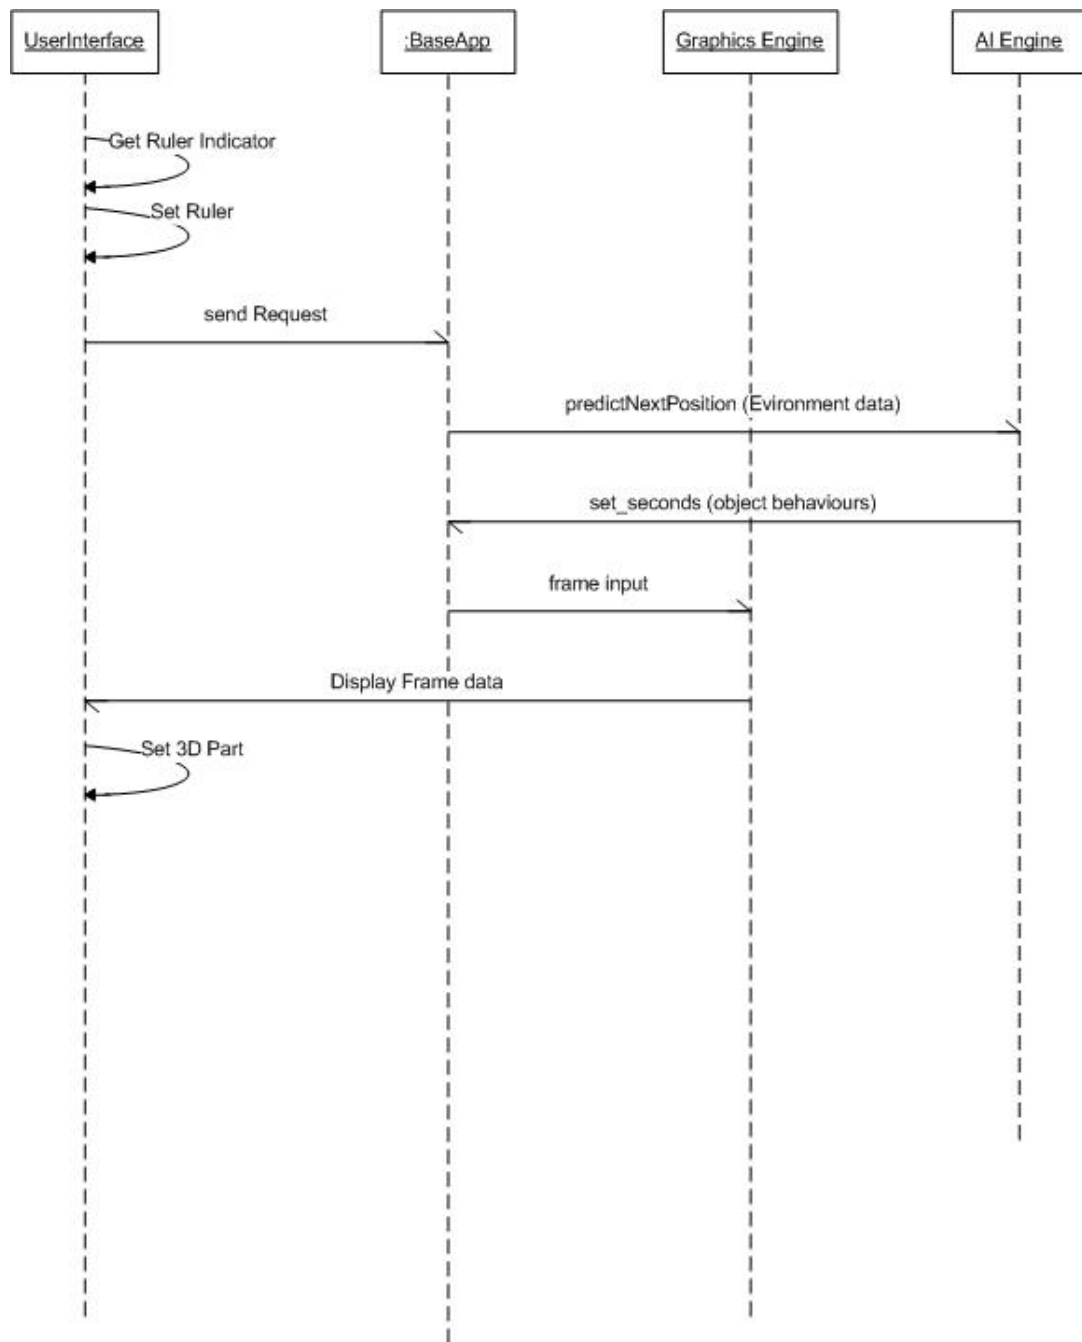 UserInterface
:BaseApp
Graphics Engine
AI Engine
Get Ruler Indicator
Set Ruler
send Request
predictNextPosition (Evironment data)
set_seconds (object behaviours)
frame input
Display Frame data
Set 3D Part